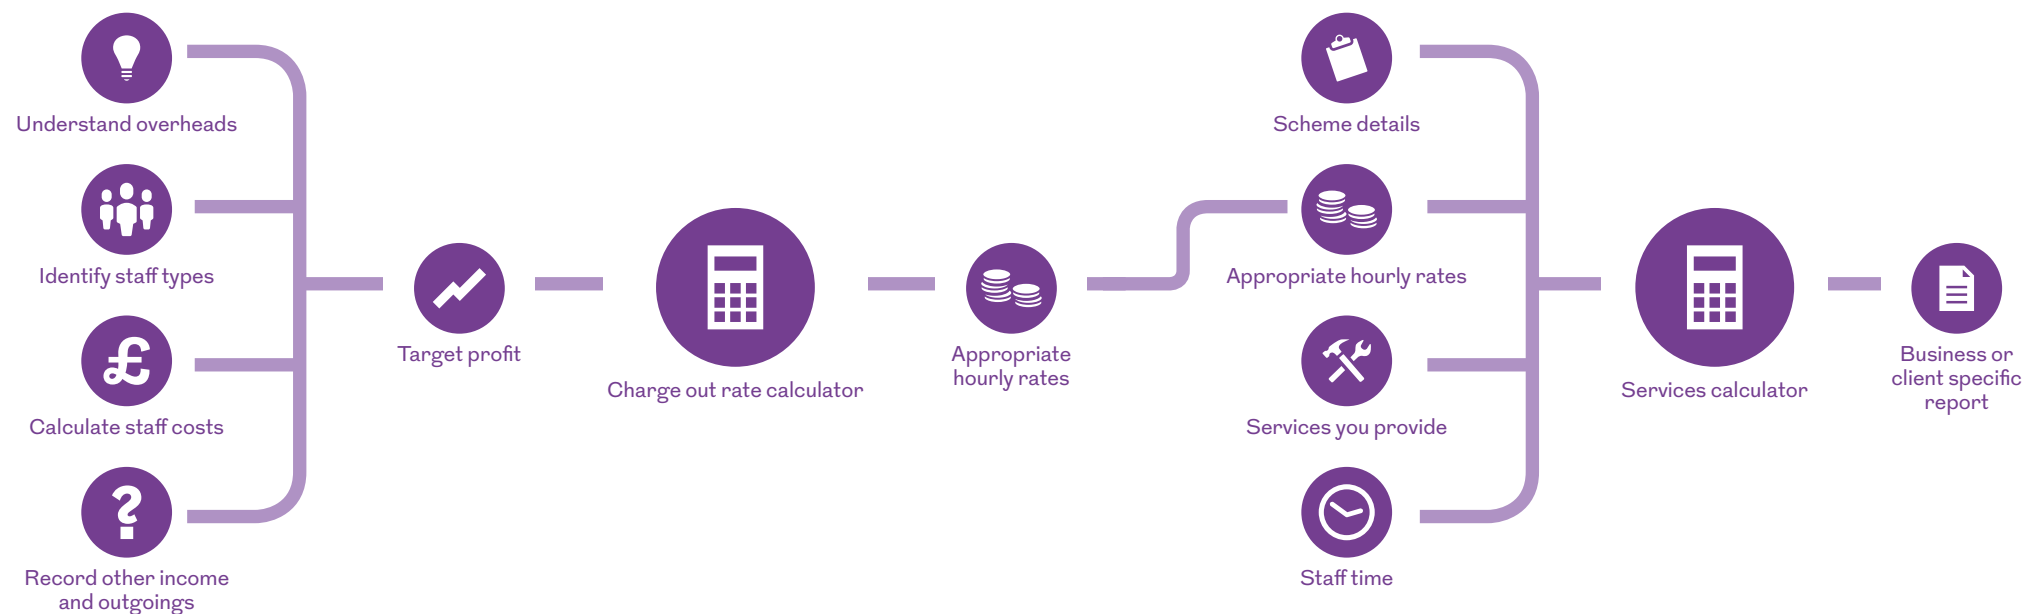 Understand overheads
Identify staff types
£
Calculate staff costs
?
Record other income
and outgoings
Target profit
Charge out rate calculator
Appropriate
hourly rates
Scheme details
Appropriate hourly rates
Services you provide
Staff time
Services calculator
Business or
client specific
report